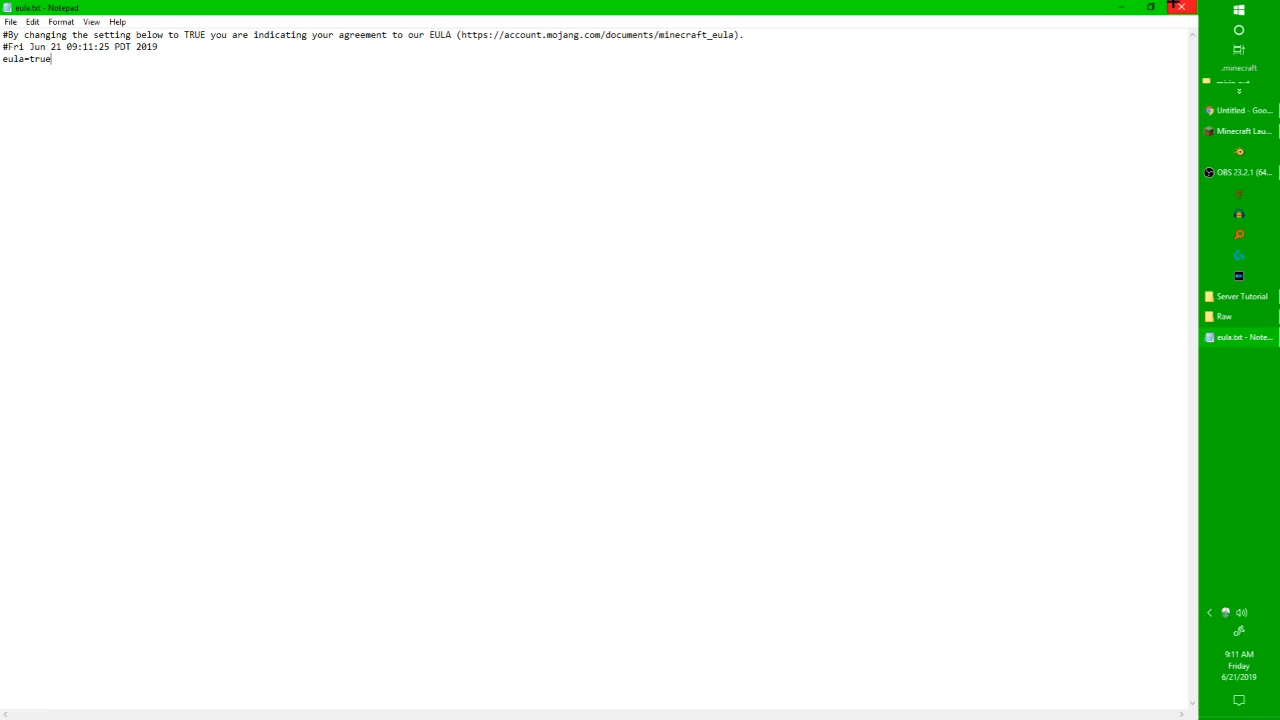 eula.txt - Notepad
File Edit Format View Help
#By changing the setting below to TRUE you are indicating your agreement to our EULA (https://account.mojang.com/documents/minecraft_eula).
#Fri Jun 21 09:11:25 PDT 2019
eula=true
.minecraft
Untitled - Goo...
Minecraft Lau...
OBS 23.2.1 (64...
Server Tutorial
Raw
eula.txt - Note...
9:11 AM
Friday
6/21/2019